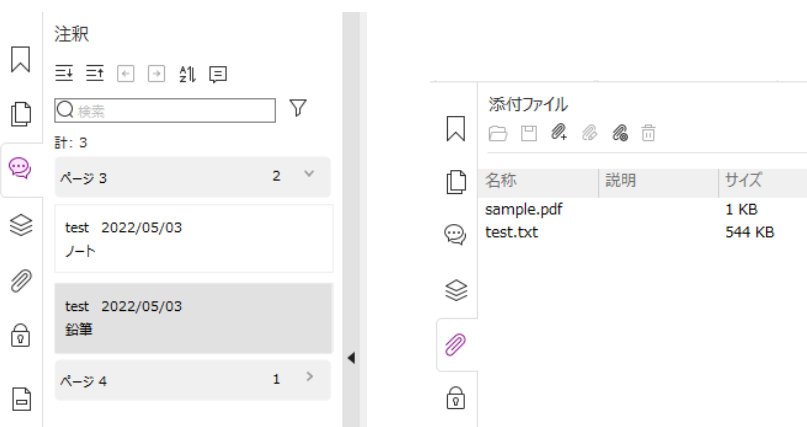 注釈
検索
計: 3
ページ 3 2
test 2022/05/03
ノート
test 2022/05/03
鉛筆
ページ 4 1
添付ファイル
名称 説明 サイズ
sample.pdf 1 KB
test.txt 544 KB